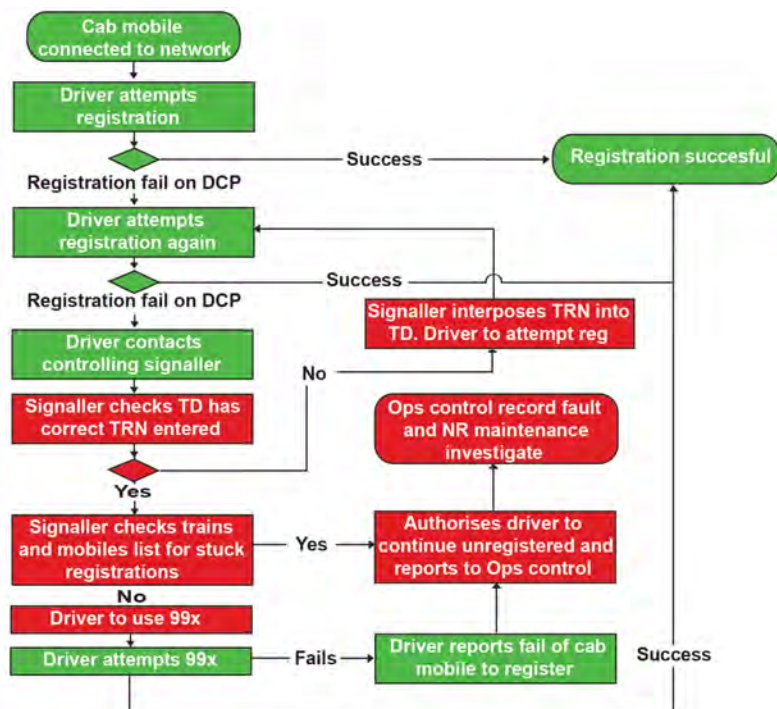 Cab mobile
connected to network
Driver attempts
registration
Success
Registration succesful
Registration fail on DCP
Driver attempts
registration again
Success
Registration fail on DCP
Signaller interposes TRN into
TD. Driver to attempt reg
Driver contacts
controlling signaller
No
Signaller checks TD has
correct TRN entered
Ops control record fault
and NR maintenance
investigate
Yes
Signaller checks trains
and mobiles list for stuck
registrations
Yes
Authorises driver to
continue unregistered and
reports to Ops control
No
Driver to use 99x
Driver attempts 99x
Fails
Driver reports fail of cab
mobile to register
Success